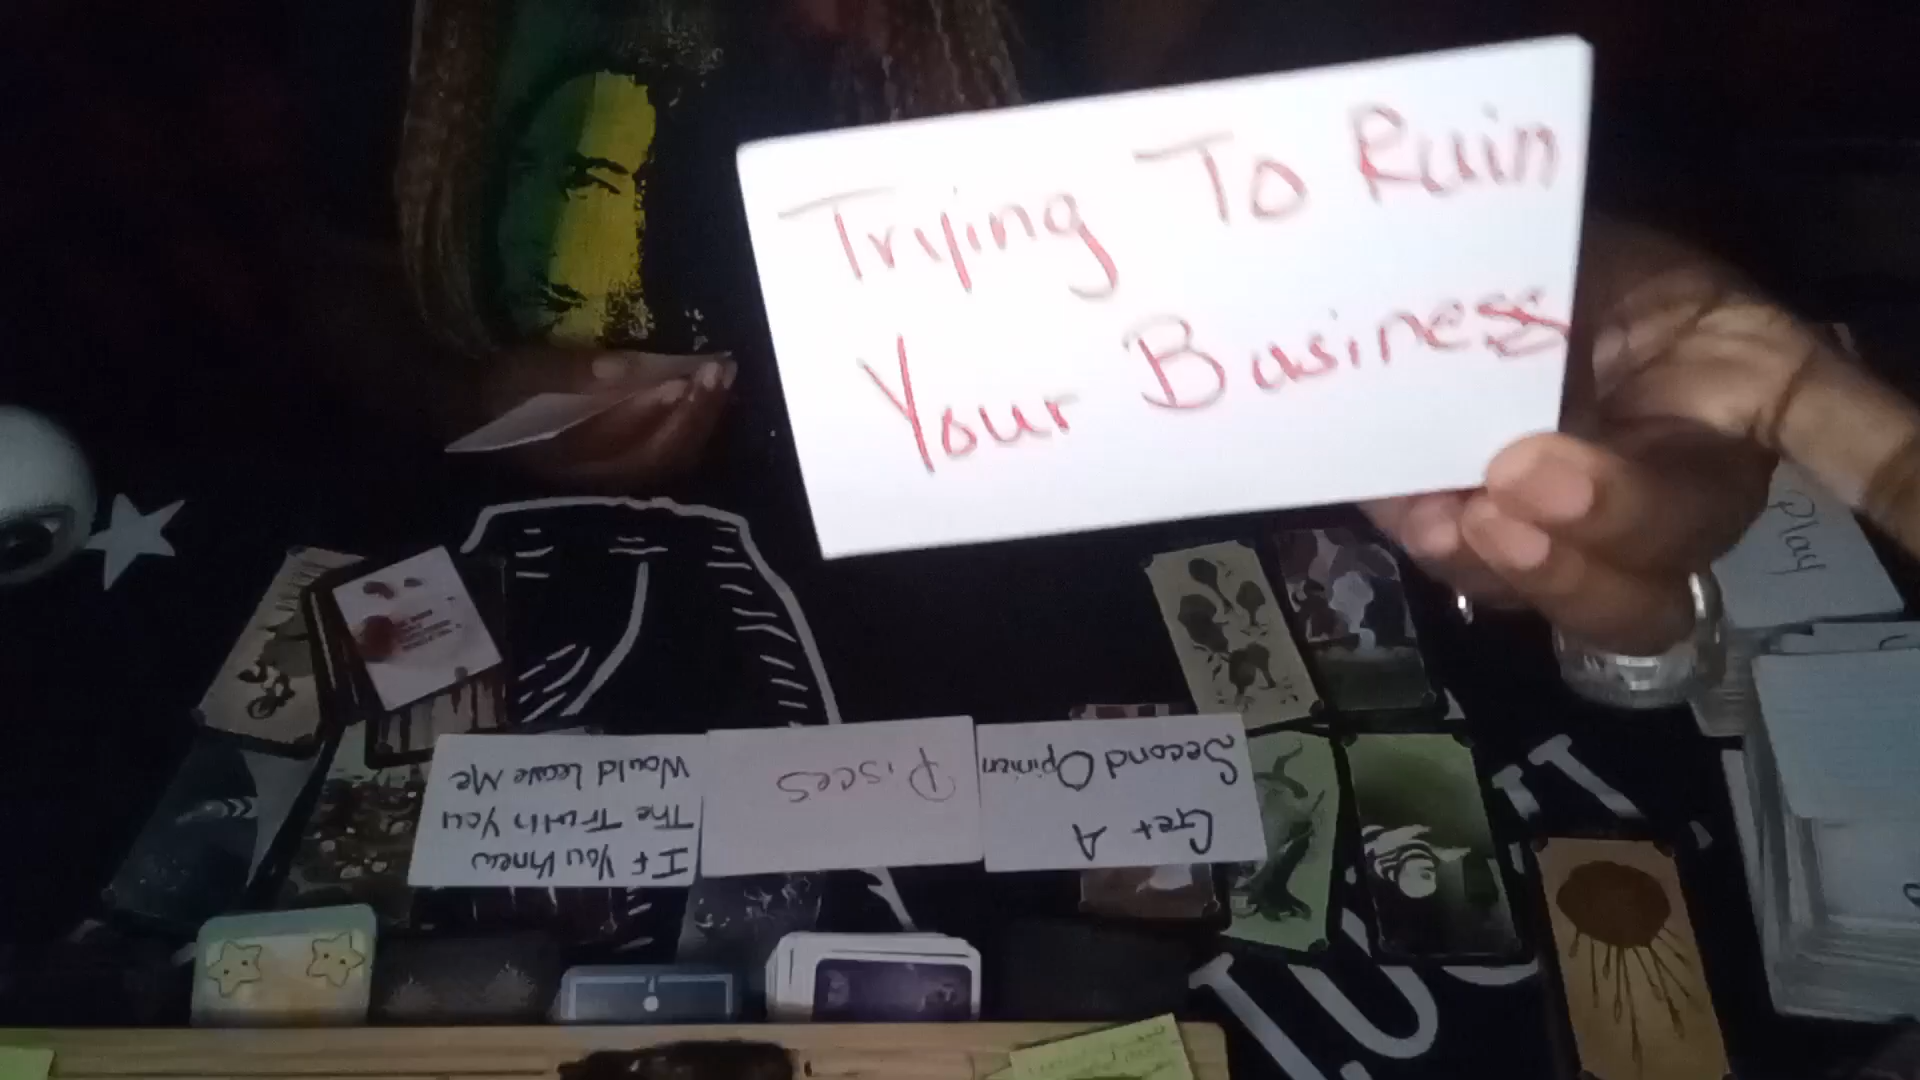 Trying To Ruin
Your Business
Play
If You Knew
The Truth You
Would Leave Me
Pisces
Get A
Second Opinion